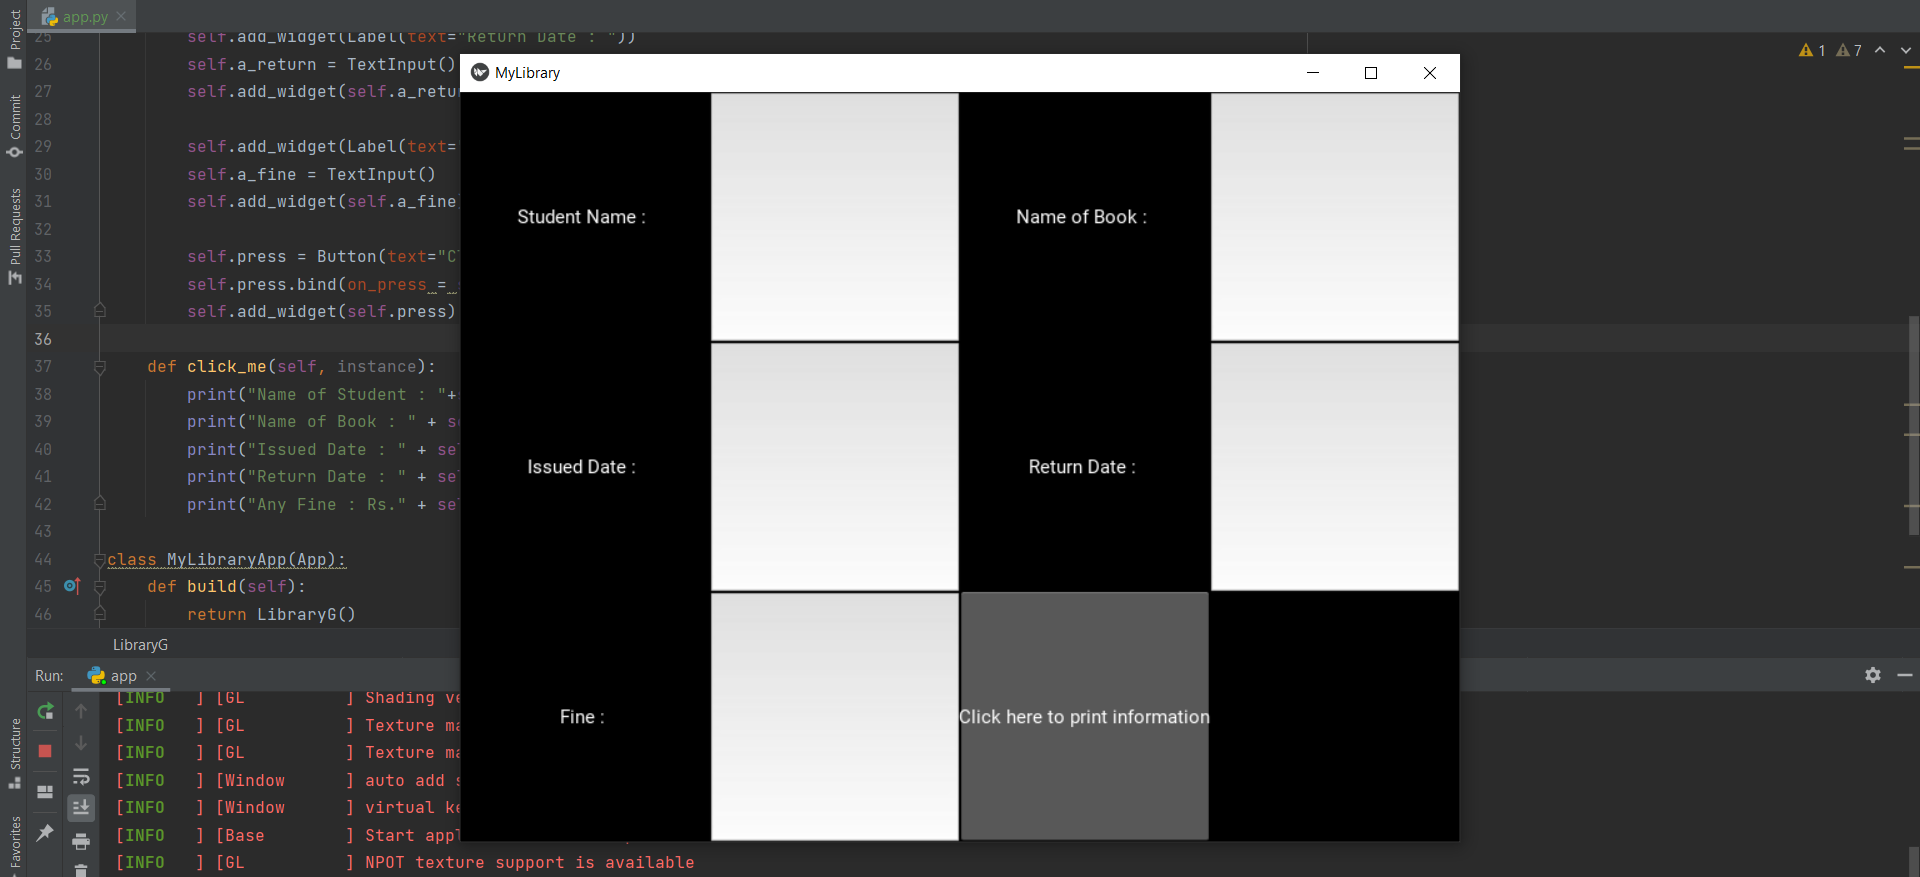 Project
Commit
Pull Requests
Structure
Favorites
app.py
1 7
25 self.add_widget(Label(text="Return Date : "))
26 self.a_return = TextInput()
27 self.add_widget(self.a_retu
28
29 self.add_widget(Label(text=
30 self.a_fine = TextInput()
31 self.add_widget(self.a_fine
32
33 self.press = Button(text="Cl
34 self.press.bind(on_press =
35 self.add_widget(self.press)
36
37 def click_me(self, instance):
38 print("Name of Student : "+
39 print("Name of Book : " + se
40 print("Issued Date : " + sel
41 print("Return Date : " + sel
42 print("Any Fine : Rs." + sel
43
44 class MyLibraryApp(App):
45 def build(self):
46 return LibraryG()
LibraryG
MyLibrary
Student Name :
Name of Book :
Issued Date :
Return Date :
Fine :
Click here to print information
Run: app
[INFO ] [GL ] Shading ve
[INFO ] [GL ] Texture ma
[INFO ] [GL ] Texture ma
[INFO ] [Window ] auto add s
[INFO ] [Window ] virtual ke
[INFO ] [Base ] Start appl
[INFO ] [GL ] NPOT texture support is available